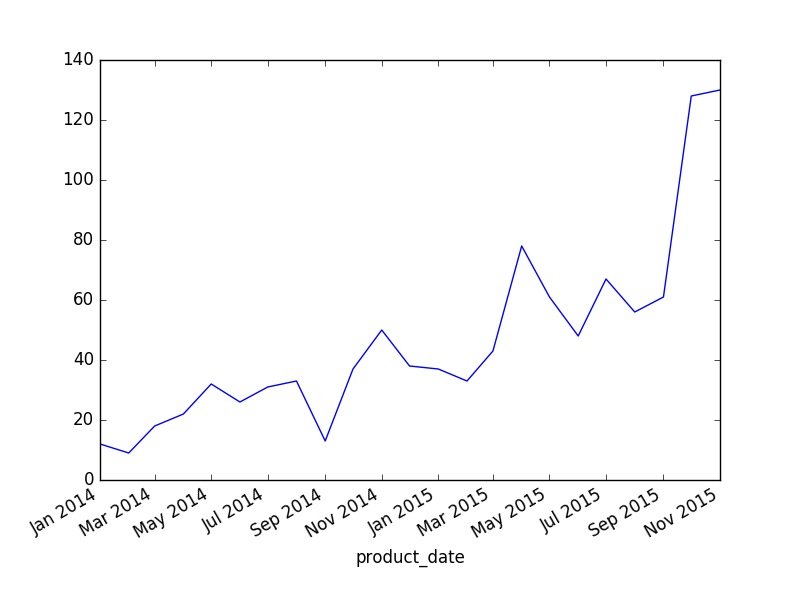 140
120
100
80
60
40
20
0
Jan 2014
Mar 2014
May 2014
Jul 2014
Sep 2014
Nov 2014
Jan 2015
Mar 2015
May 2015
Jul 2015
Sep 2015
Nov 2015
product_date